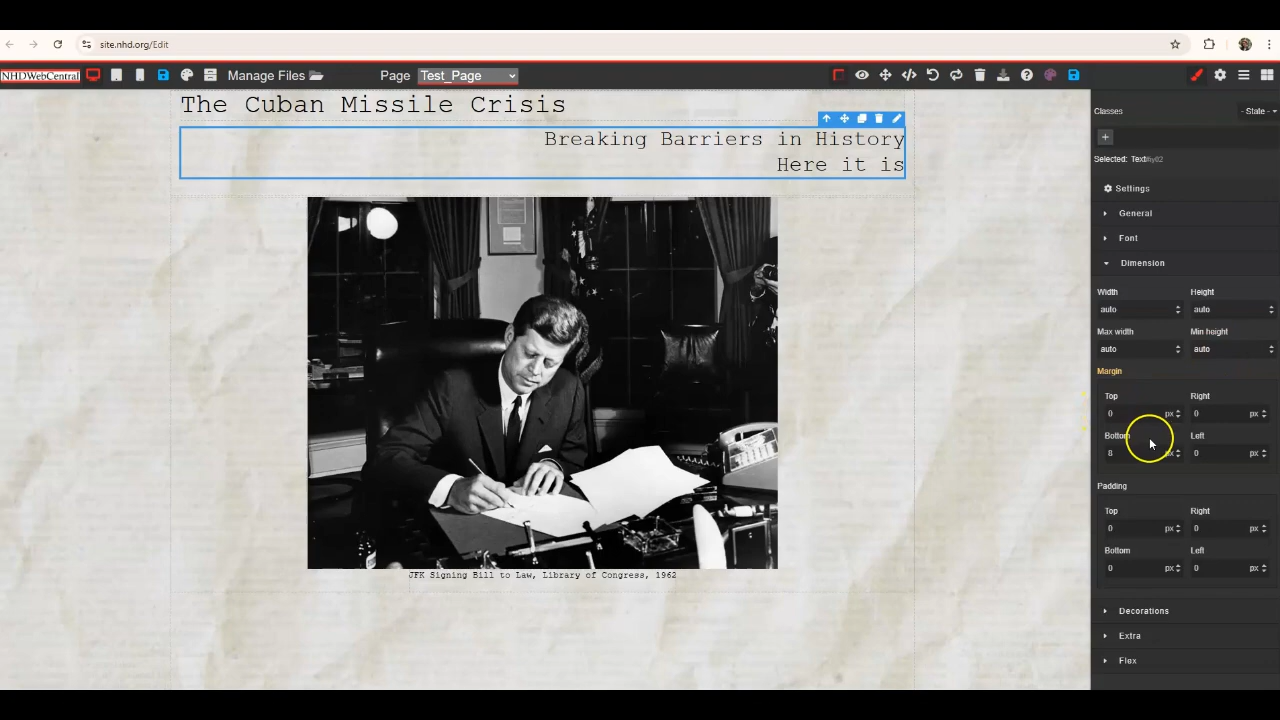 site.nhd.org/Edit
NHDWebCentral
Manage Files
Page
Test_Page
Classes
- State -
Selected: Text
The Cuban Missile Crisis
Breaking Barriers in History
Here it is
JFK Signing Bill to Law, Library of Congress, 1962
Settings
General
Font
Dimension
Width Height
auto auto
Max width Min height
auto auto
Margin
Top Right
0 px 0 px
Bottom Left
8 px 0 px
Padding
Top Right
0 px 0 px
Bottom Left
0 px 0 px
Decorations
Extra
Flex